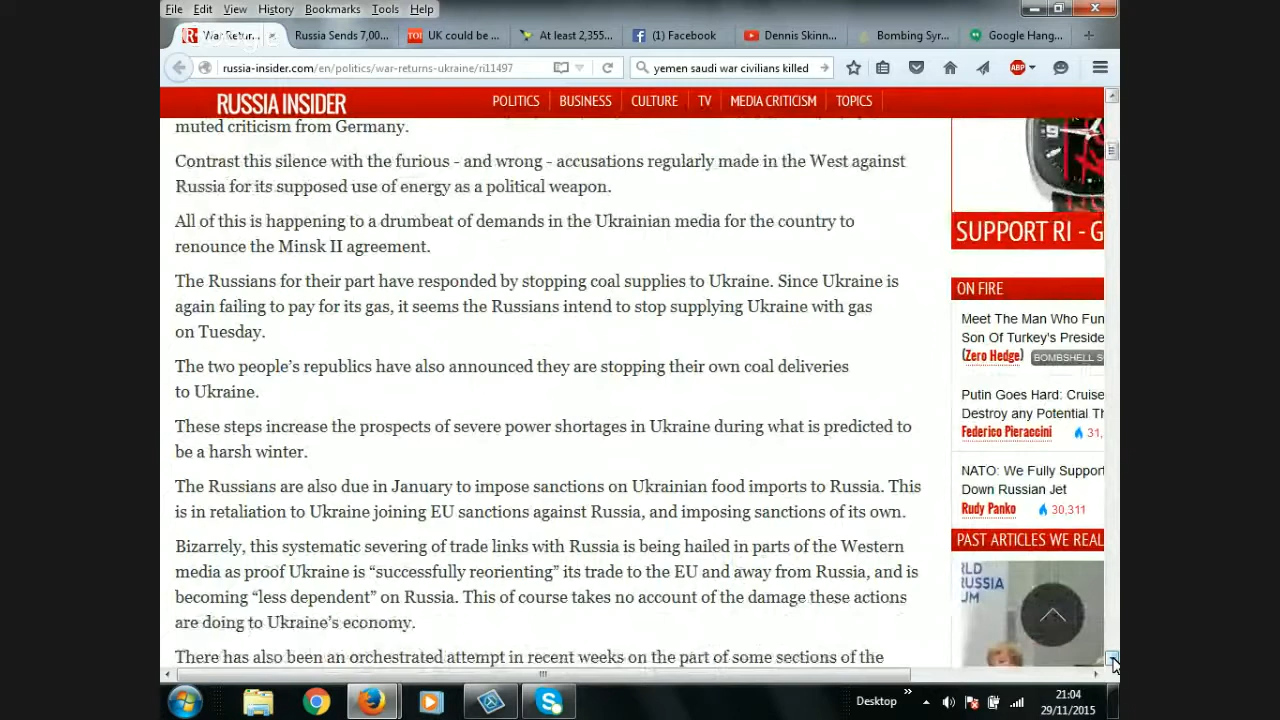 File Edit View History Bookmarks Tools Help
War Retur... Russia Sends 7,00... TOI UK could be ... At least 2,355... (1) Facebook Dennis Skinn... Bombing Syr... Google Hang...
russia-insider.com/en/politics/war-returns-ukraine/ri11497 yemen saudi war civilians killed ABP
RUSSIA INSIDER POLITICS BUSINESS CULTURE TV MEDIA CRITICISM TOPICS
muted criticism from Germany.
Contrast this silence with the furious - and wrong - accusations regularly made in the West against
Russia for its supposed use of energy as a political weapon.
All of this is happening to a drumbeat of demands in the Ukrainian media for the country to
renounce the Minsk II agreement.
The Russians for their part have responded by stopping coal supplies to Ukraine. Since Ukraine is
again failing to pay for its gas, it seems the Russians intend to stop supplying Ukraine with gas
on Tuesday.
The two people’s republics have also announced they are stopping their own coal deliveries
to Ukraine.
These steps increase the prospects of severe power shortages in Ukraine during what is predicted to
be a harsh winter.
The Russians are also due in January to impose sanctions on Ukrainian food imports to Russia. This
is in retaliation to Ukraine joining EU sanctions against Russia, and imposing sanctions of its own.
Bizarrely, this systematic severing of trade links with Russia is being hailed in parts of the Western
media as proof Ukraine is “successfully reorienting” its trade to the EU and away from Russia, and is
becoming “less dependent” on Russia. This of course takes no account of the damage these actions
are doing to Ukraine’s economy.
There has also been an orchestrated attempt in recent weeks on the part of some sections of the
9
SUPPORT RI - G
ON FIRE
Meet The Man Who Fun
Son Of Turkey's Preside
(Zero Hedge) BOMBSHELL S
Putin Goes Hard: Cruise
Destroy any Potential Th
Federico Pieraccini 31,
NATO: We Fully Support
Down Russian Jet
Rudy Panko 30,311
PAST ARTICLES WE REAL
RLD
RUSSIA
UM
Desktop
21:04
29/11/2015